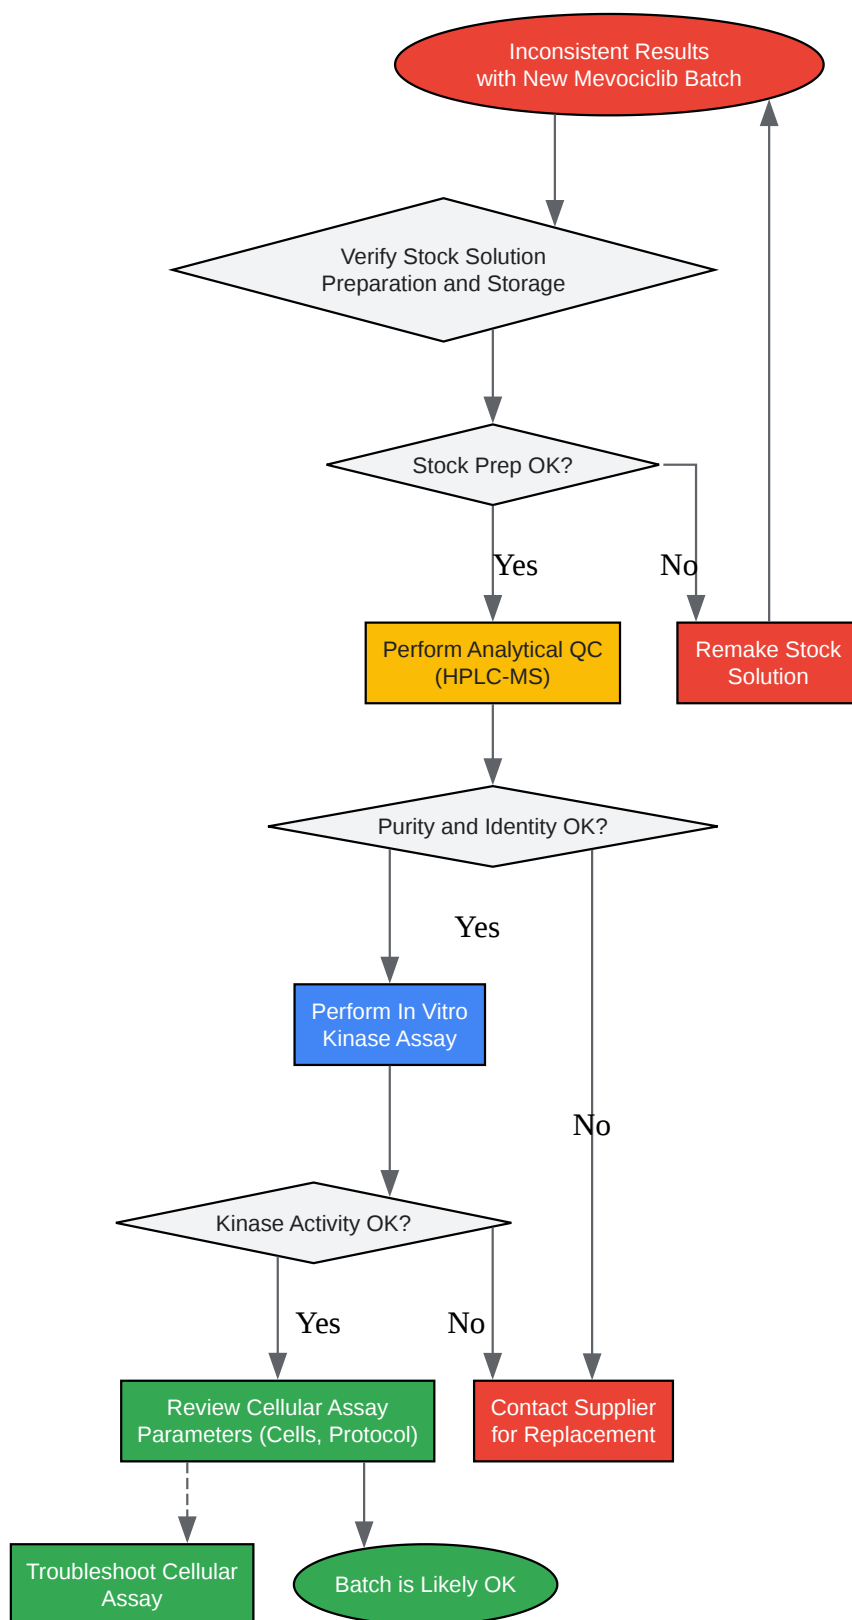 Inconsistent Results
with New Mevociclib Batch
Verify Stock Solution
Preparation and Storage
Stock Prep OK?
Yes
No
Perform Analytical QC
(HPLC-MS)
Remake Stock
Solution
Purity and Identity OK?
Yes
Perform In Vitro
Kinase Assay
No
Kinase Activity OK?
Yes
No
Review Cellular Assay
Parameters (Cells, Protocol)
Contact Supplier
for Replacement
Troubleshoot Cellular
Assay
Batch is Likely OK